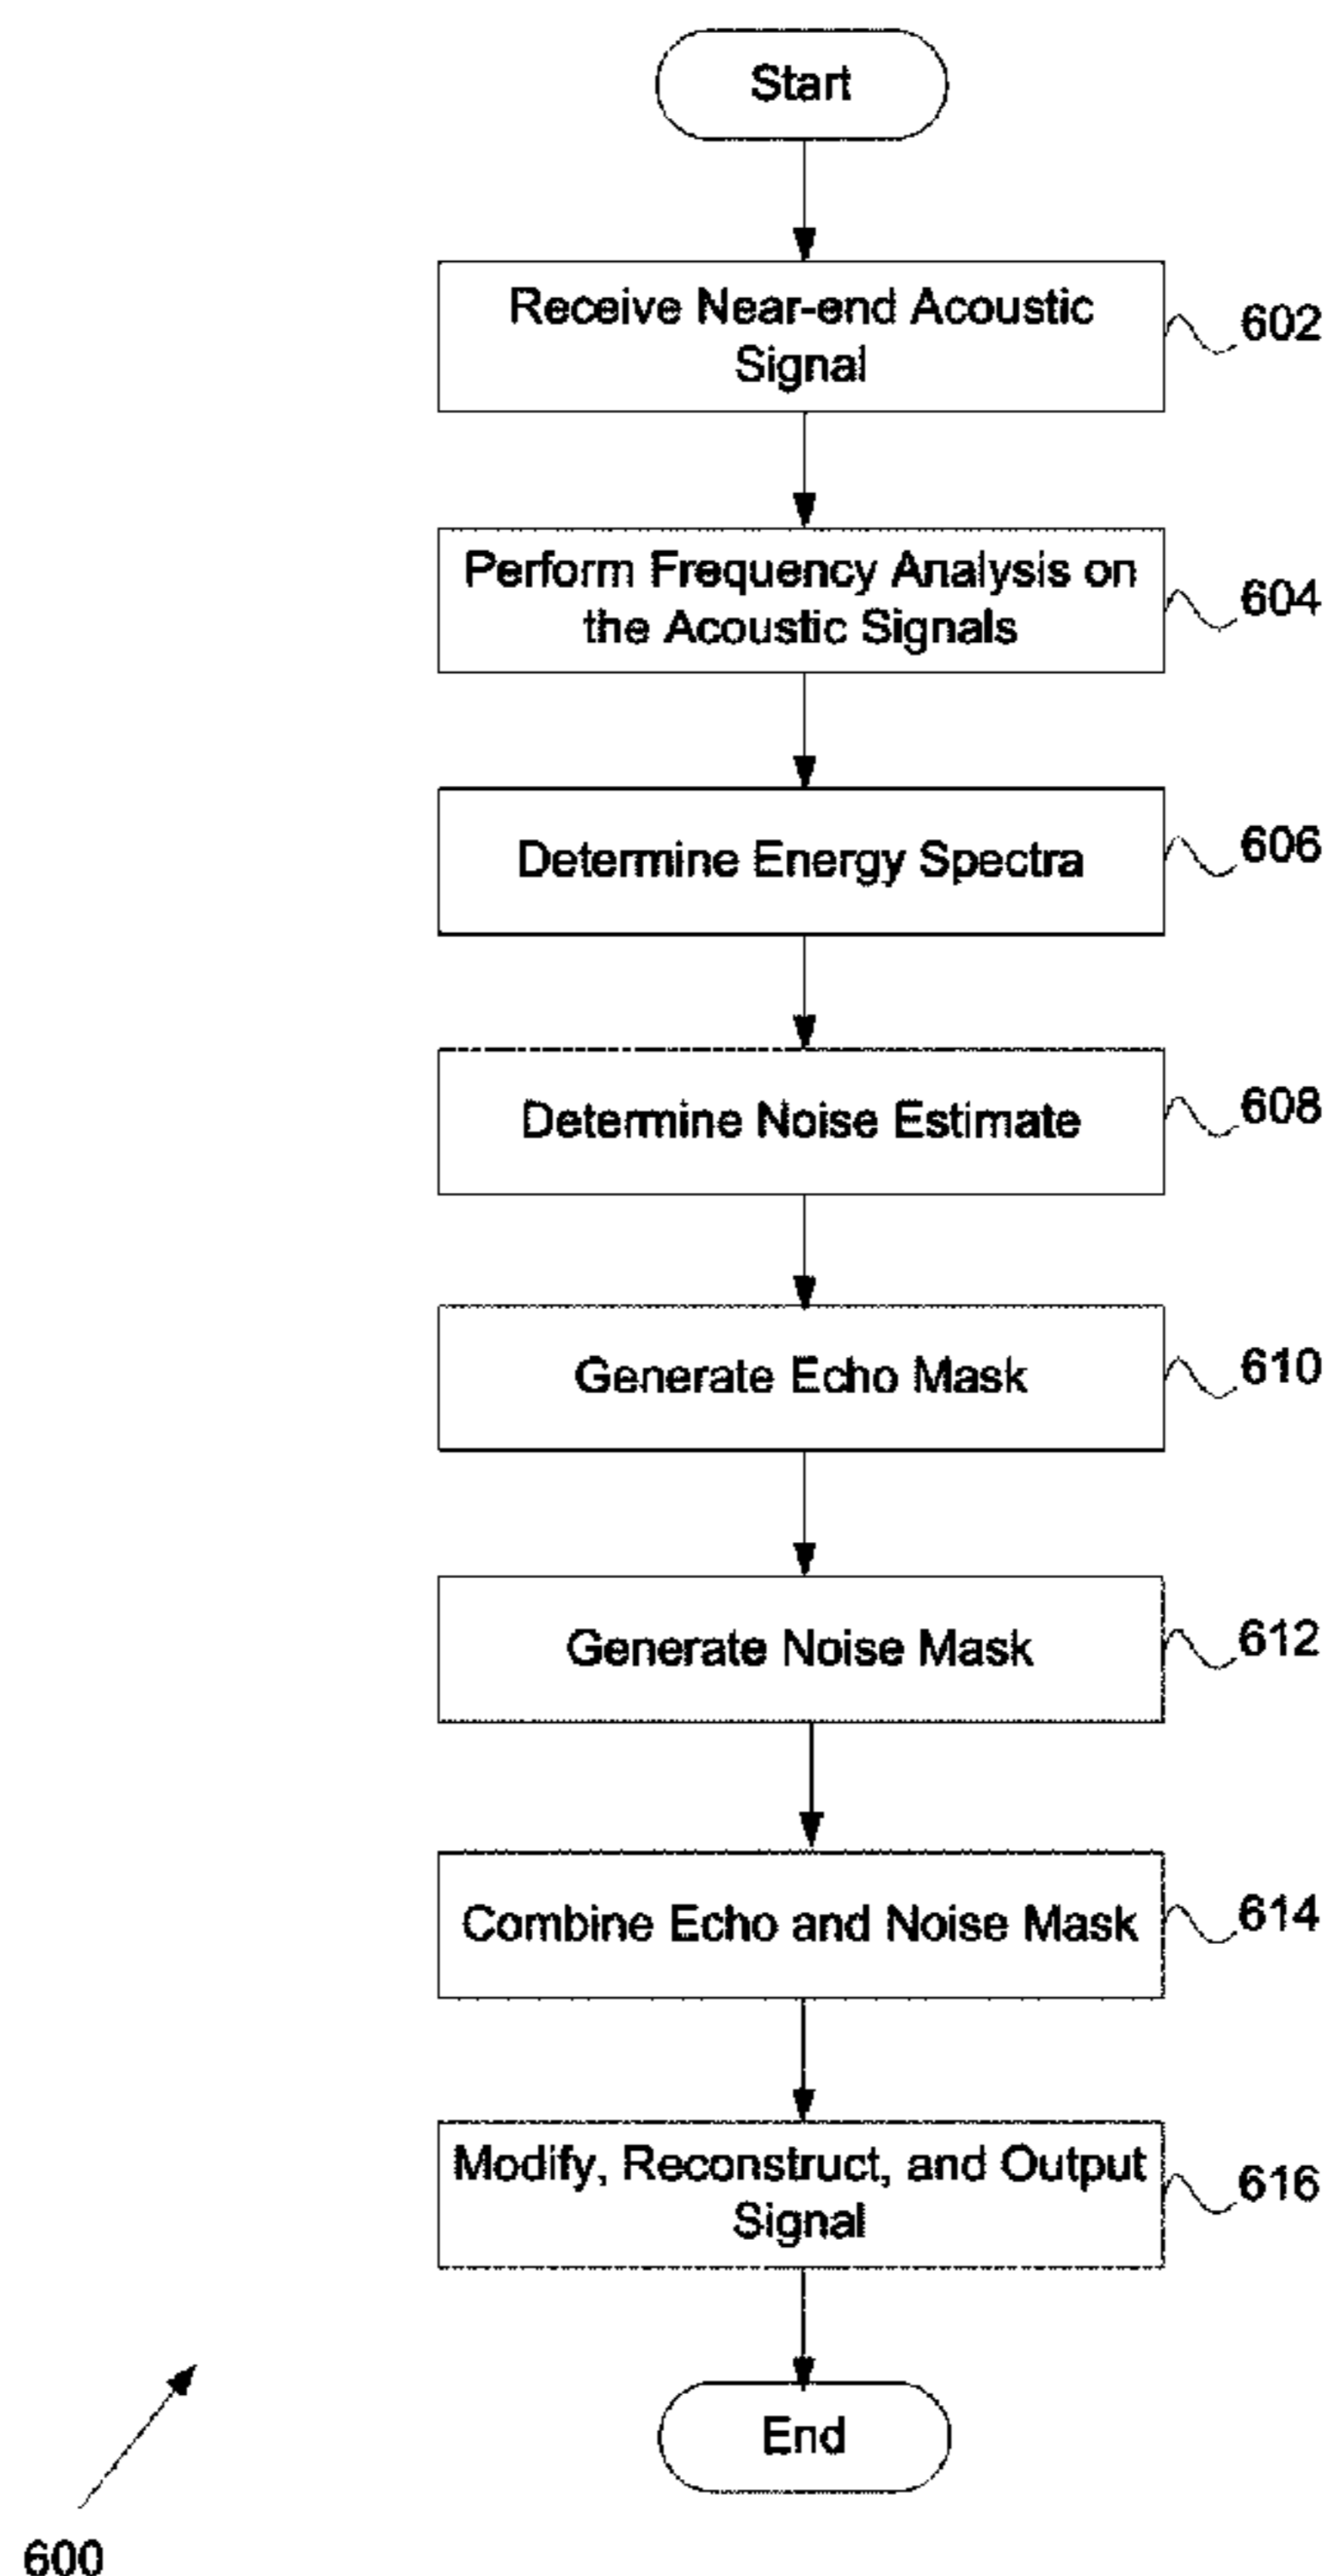 Start
Receive Near-end Acoustic
Signal
602
Perform Frequency Analysis on
the Acoustic Signals
604
Determine Energy Spectra
606
Determine Noise Estimate
608
Generate Echo Mask
610
Generate Noise Mask
612
Combine Echo and Noise Mask
614
Modify, Reconstruct, and Output
Signal
616
End
600